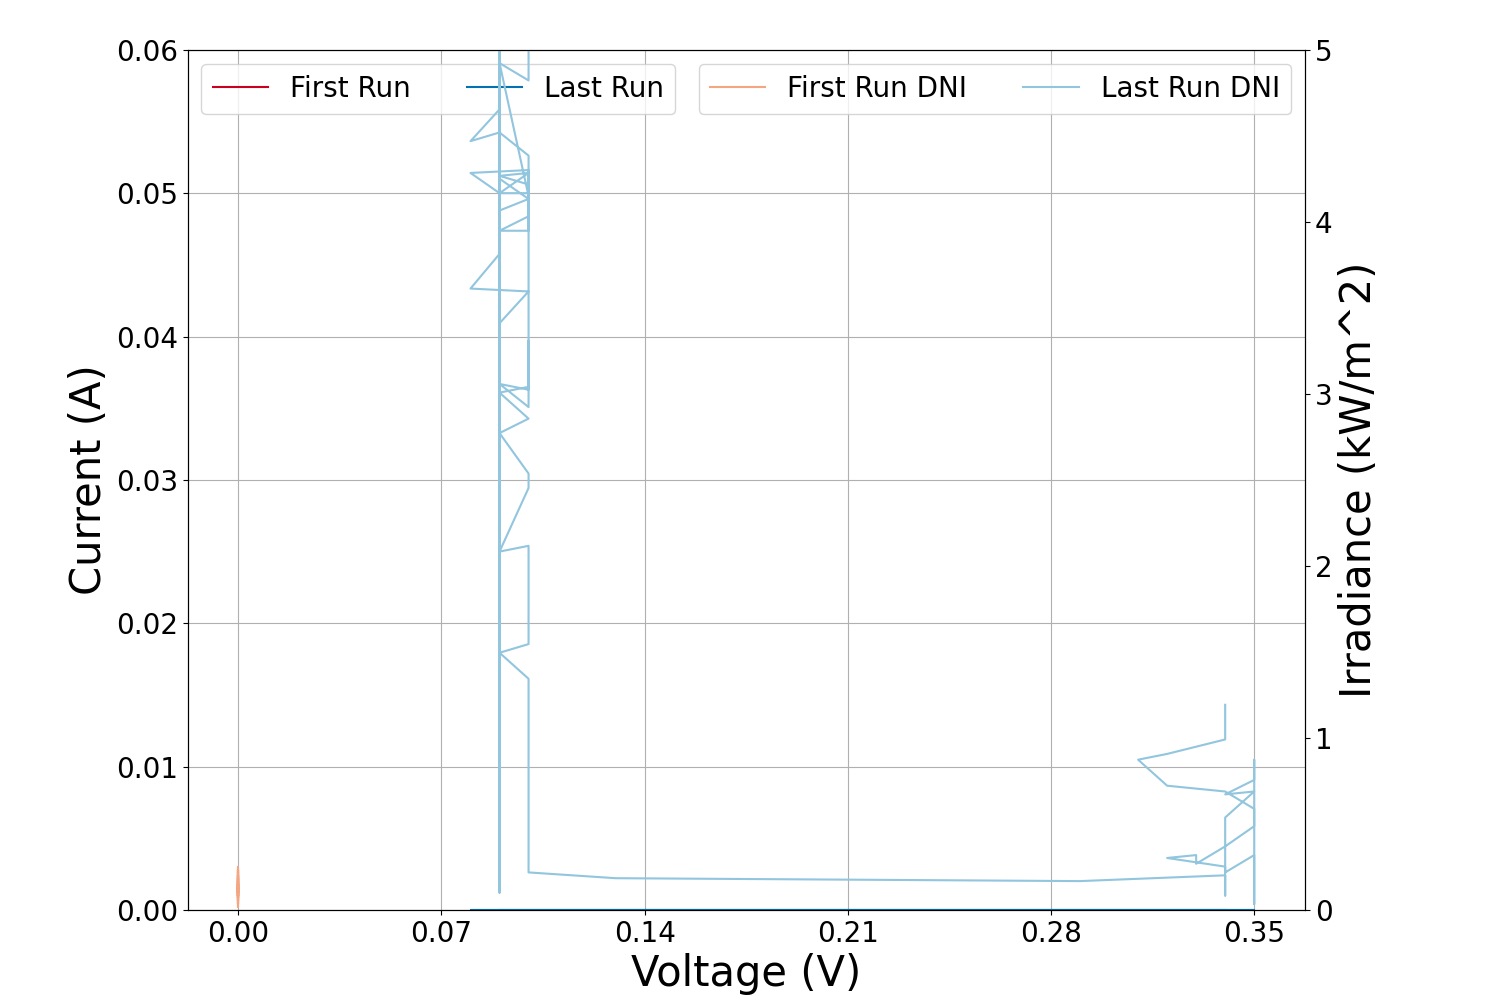 First Run
Last Run
First Run DNI
Last Run DNI
Current (A)
0.06
0.05
0.04
0.03
0.02
0.01
0.00
5
4
3
2
1
0
Irradiance (kW/m^2)
0.00 0.07 0.14 0.21 0.28 0.35
Voltage (V)